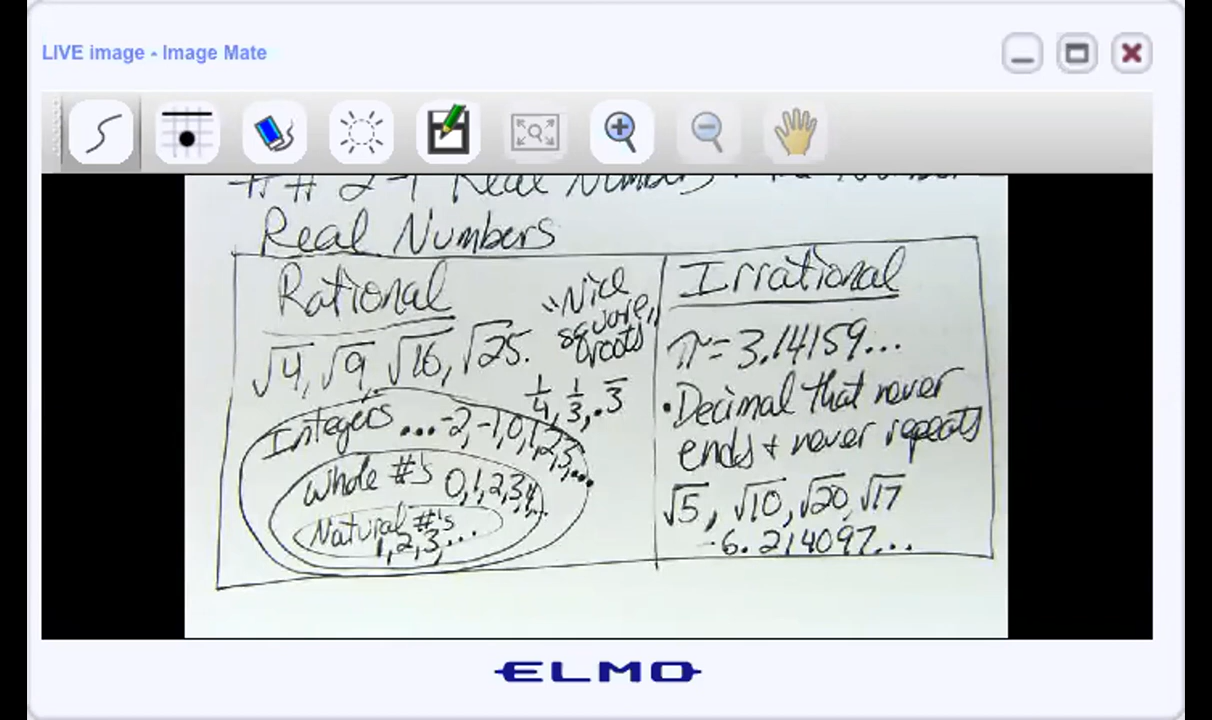 LIVE image - Image Mate
Real Numbers
Real Numbers
Rational
"Nice
square
roots"
√4, √9, √16, √25.
1/4, 1/3, .3̅
Integers ...-2,-1,0,1,2,3,...
Whole #'s 0,1,2,3,4,...
Natural #'s
1,2,3,...
Irrational
π = 3.14159...
• Decimal that never
ends + never repeats
√5, √10, √20, √17
-6.214097...
ELMO